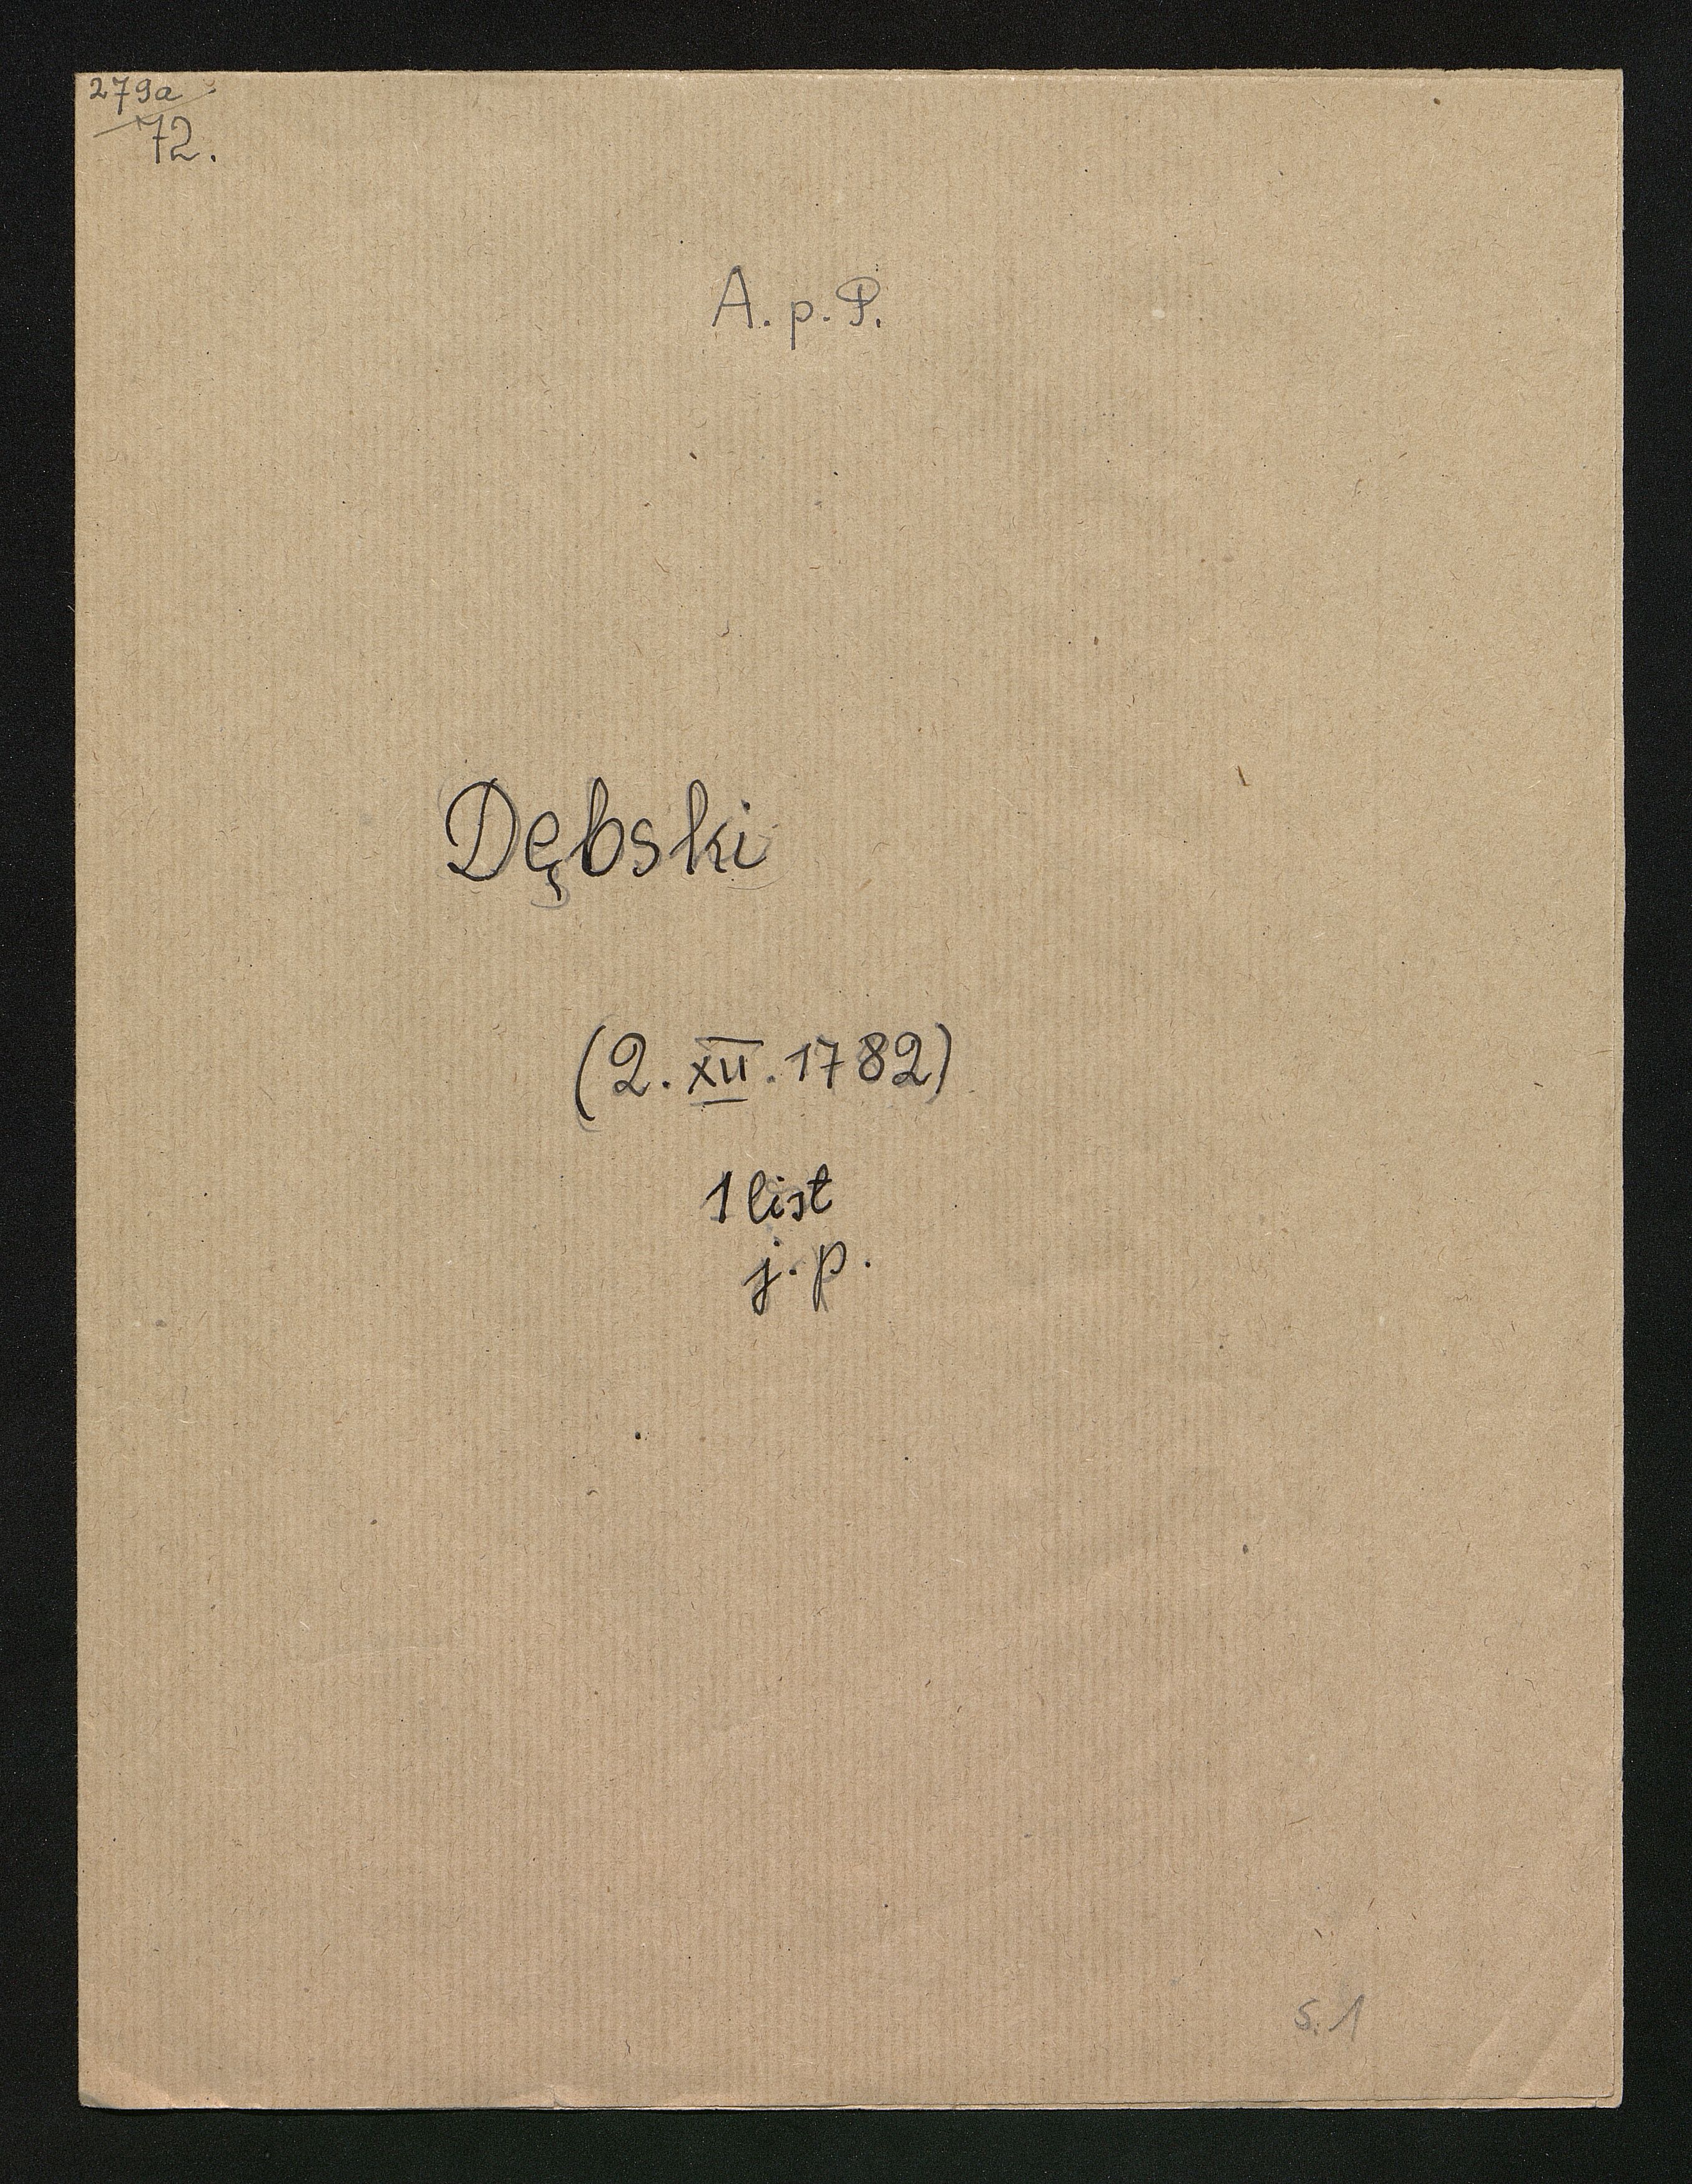 279a
72.
A. p. P.
Dębski
(2. XII. 1782)
1 list
j. p.
s. 1